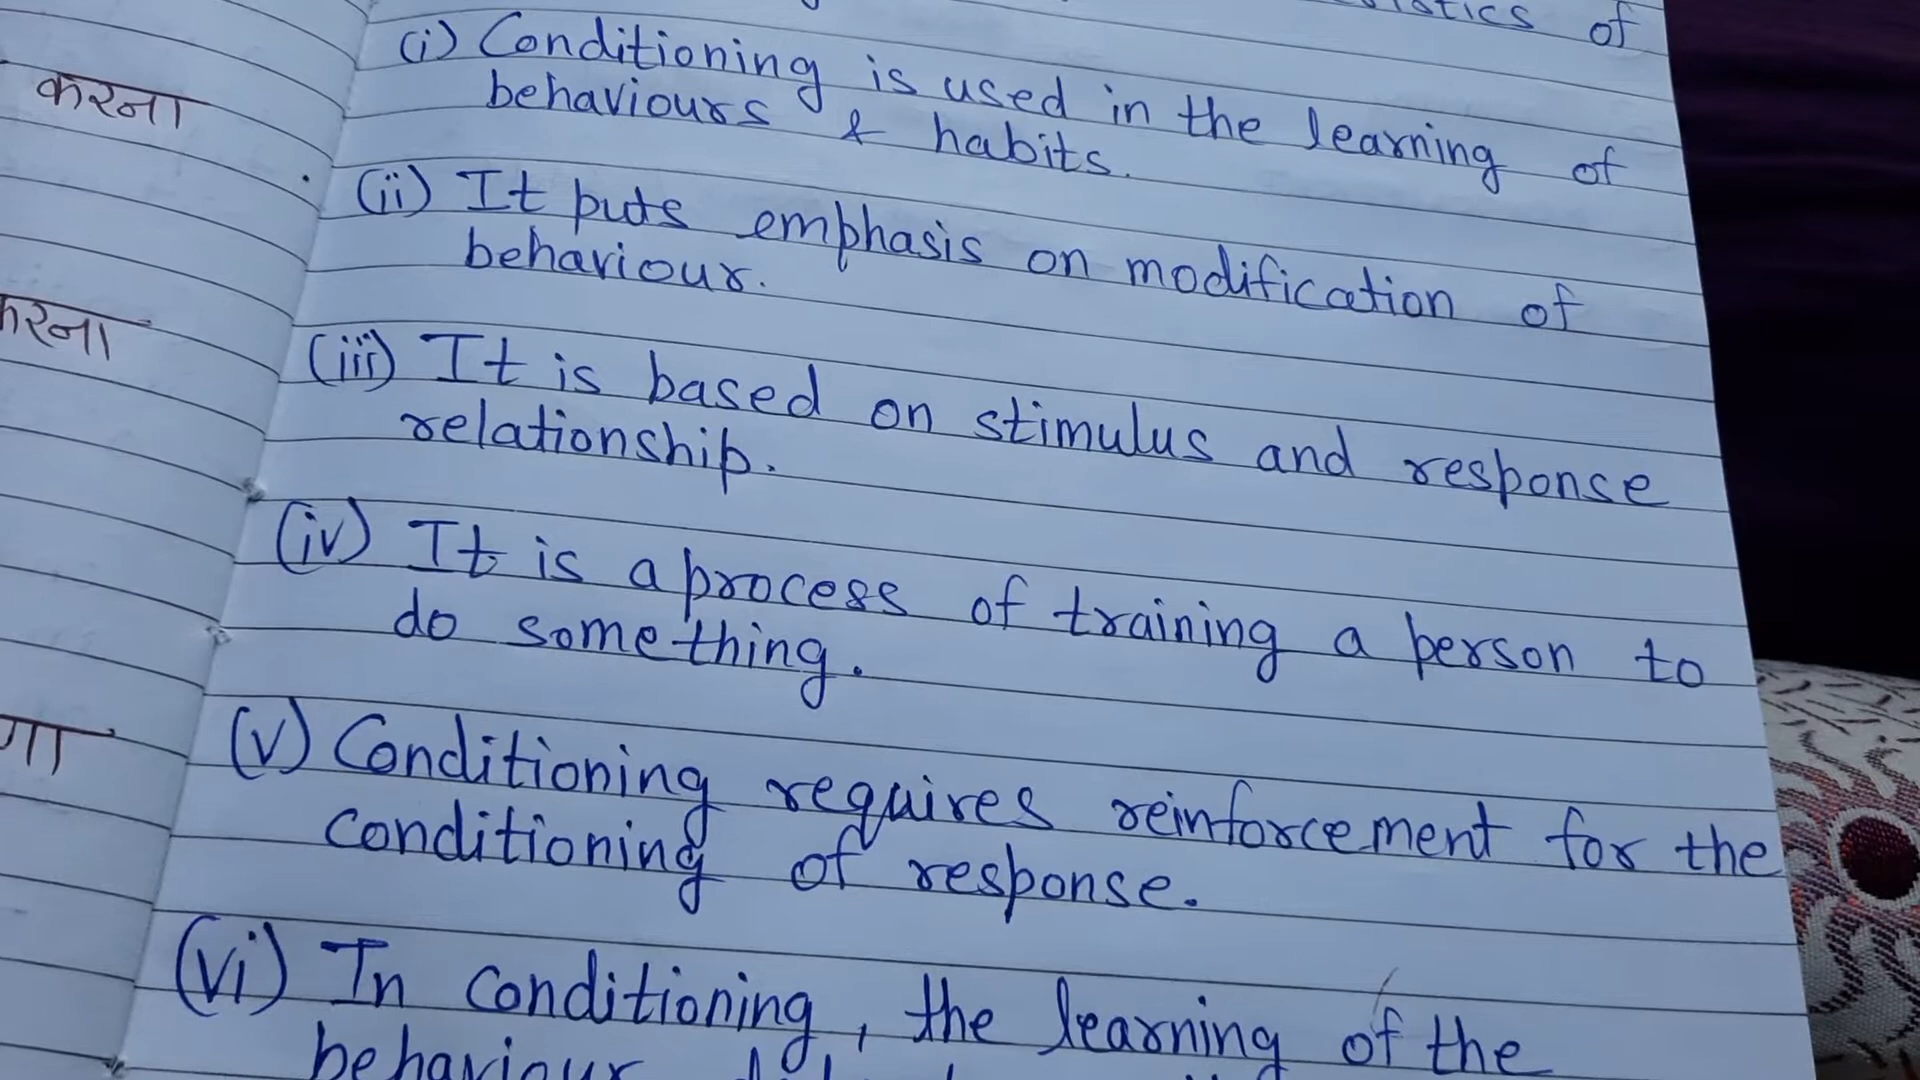 of
(i) Conditioning is used in the learning of
behaviours & habits.
(ii) It puts emphasis on modification of
behaviour.
(iii) It is based on stimulus and response
relationship.
(iv) It is a process of training a person to
do something.
(v) Conditioning requires reinforcement for the
conditioning of response.
(vi) In conditioning, the learning of the
behaviour
करना
करना